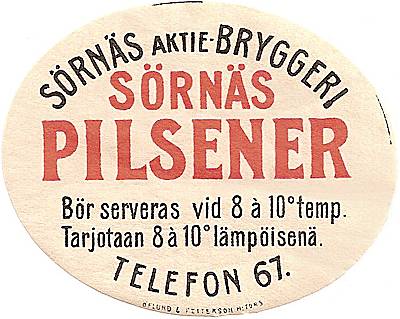 SÖRNÄS AKTIE-BRYGGERI
SÖRNÄS
PILSENER
Bör serveras vid 8 à 10° temp.
Tarjotaan 8 à 10° lämpöisenä.
TELEFON 67.